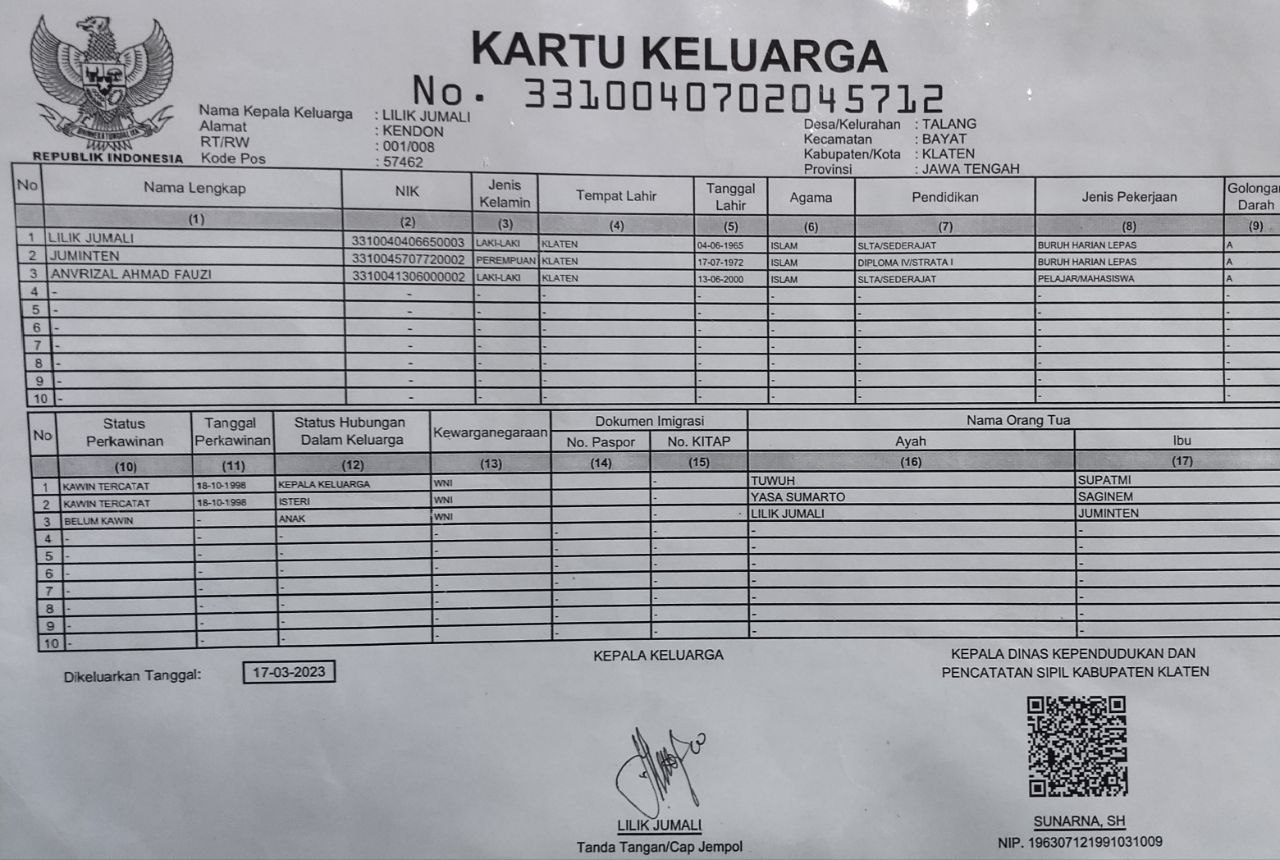 KARTU KELUARGA
No. 3310040702045712
REPUBLIK INDONESIA
Nama Kepala Keluarga : LILIK JUMALI
Alamat : KENDON
RT/RW : 001/008
Kode Pos : 57462
Desa/Kelurahan : TALANG
Kecamatan : BAYAT
Kabupaten/Kota : KLATEN
Provinsi : JAWA TENGAH
No Nama Lengkap NIK Jenis Kelamin Tempat Lahir Tanggal Lahir Agama Pendidikan Jenis Pekerjaan Golongan Darah
(1) (2) (3) (4) (5) (6) (7) (8) (9)
1 LILIK JUMALI 3310040406650003 LAKI-LAKI KLATEN 04-06-1965 ISLAM SLTA/SEDERAJAT BURUH HARIAN LEPAS A
2 JUMINTEN 3310045707720002 PEREMPUAN KLATEN 17-07-1972 ISLAM DIPLOMA IV/STRATA I BURUH HARIAN LEPAS A
3 ANVRIZAL AHMAD FAUZI 3310041306000002 LAKI-LAKI KLATEN 13-06-2000 ISLAM SLTA/SEDERAJAT PELAJAR/MAHASISWA A
4 - - - - - - - - -
5 - - - - - - - - -
6 - - - - - - - - -
7 - - - - - - - - -
8 - - - - - - - - -
9 - - - - - - - - -
10 - - - - - - - - -
No Status Perkawinan Tanggal Perkawinan Status Hubungan Dalam Keluarga Kewarganegaraan Dokumen Imigrasi Nama Orang Tua
No. Paspor No. KITAP Ayah Ibu
(10) (11) (12) (13) (14) (15) (16) (17)
1 KAWIN TERCATAT 18-10-1998 KEPALA KELUARGA WNI - TUWUH SUPATMI
2 KAWIN TERCATAT 18-10-1998 ISTERI WNI - YASA SUMARTO SAGINEM
3 BELUM KAWIN - ANAK WNI - LILIK JUMALI JUMINTEN
4 - - - - - - - -
5 - - - - - - - -
6 - - - - - - - -
7 - - - - - - - -
8 - - - - - - - -
9 - - - - - - - -
10 - - - - - - - -
Dikeluarkan Tanggal: 17-03-2023
KEPALA KELUARGA
LILIK JUMALI
Tanda Tangan/Cap Jempol
KEPALA DINAS KEPENDUDUKAN DAN
PENCATATAN SIPIL KABUPATEN KLATEN
SUNARNA, SH
NIP. 196307121991031009